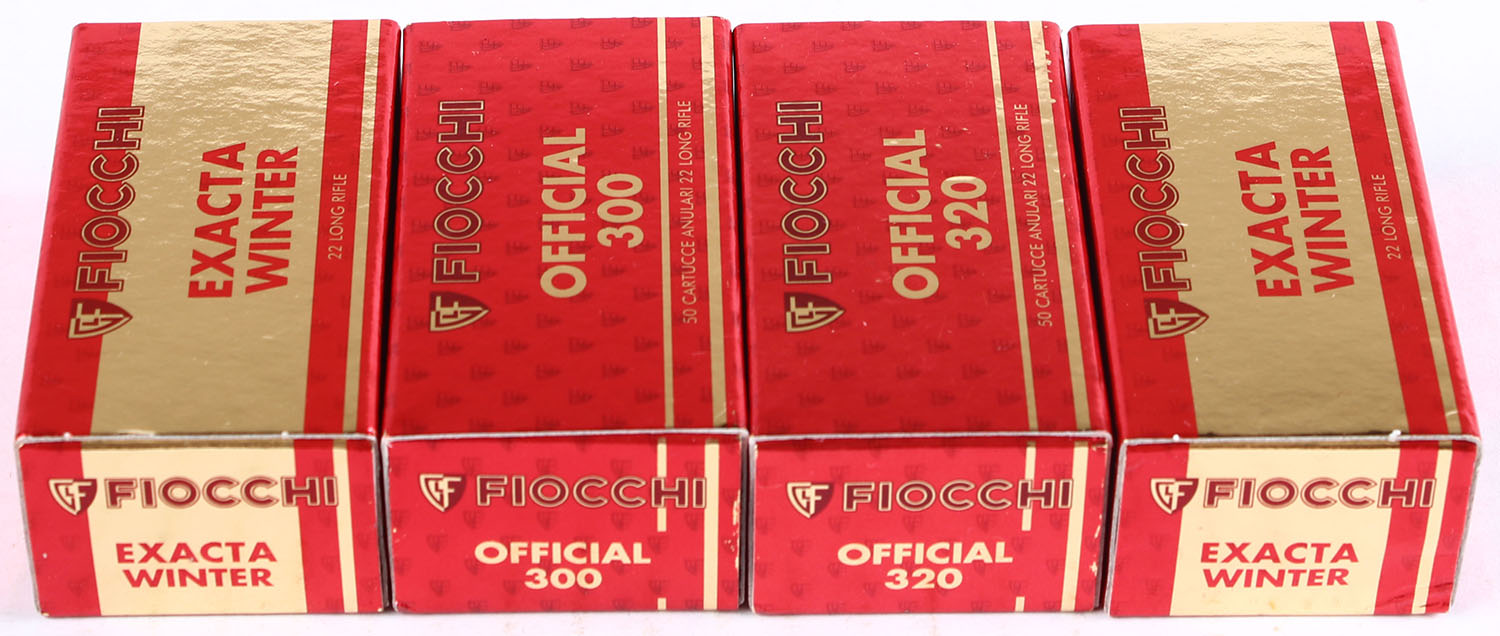 FIOCCHI
EXACTA
WINTER
22 LONG RIFLE
FIOCCHI
EXACTA
WINTER
FIOCCHI
OFFICIAL
300
50 CARTUCCE ANULARI 22 LONG RIFLE
FIOCCHI
OFFICIAL
300
FIOCCHI
OFFICIAL
320
50 CARTUCCE ANULARI 22 LONG RIFLE
FIOCCHI
OFFICIAL
320
FIOCCHI
EXACTA
WINTER
22 LONG RIFLE
FIOCCHI
EXACTA
WINTER